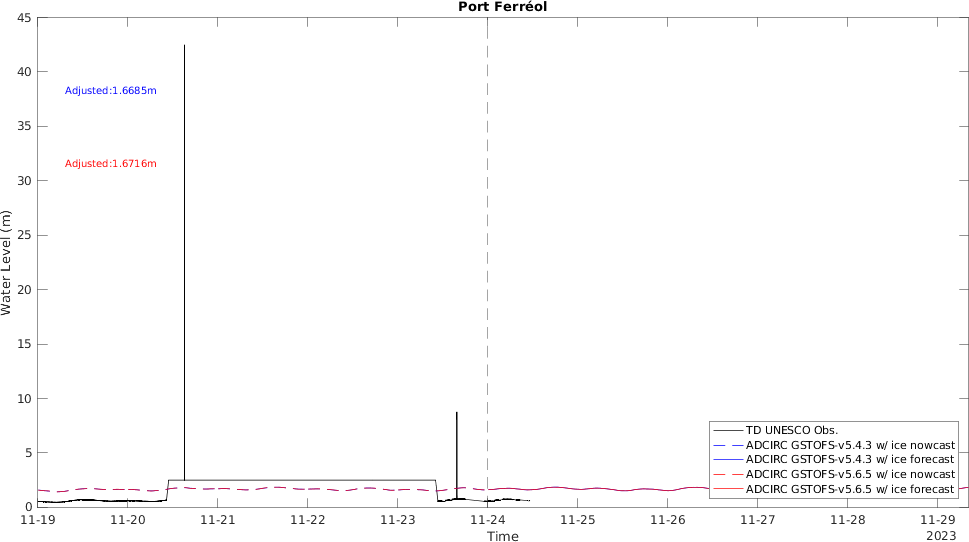 Port Ferréol
45
40
35
30
25
20
15
10
5
0
Water Level (m)
Adjusted:1.6685m
Adjusted:1.6716m
TD UNESCO Obs.
ADCIRC GSTOFS-v5.4.3 w/ ice nowcast
ADCIRC GSTOFS-v5.4.3 w/ ice forecast
ADCIRC GSTOFS-v5.6.5 w/ ice nowcast
ADCIRC GSTOFS-v5.6.5 w/ ice forecast
11-19 11-20 11-21 11-22 11-23 11-24 11-25 11-26 11-27 11-28 11-29
Time
2023